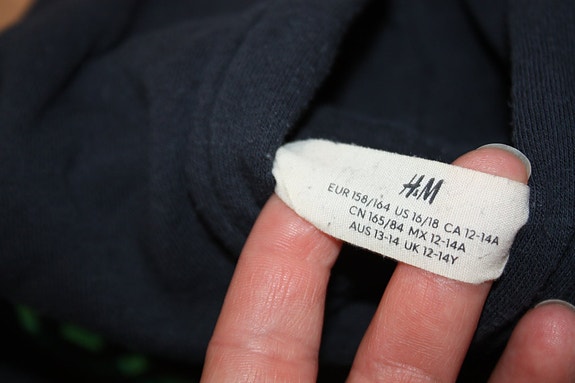 H&M
EUR 158/164 US 16/18 CA 12-14A
CN 165/84 MX 12-14A
AUS 13-14 UK 12-14Y